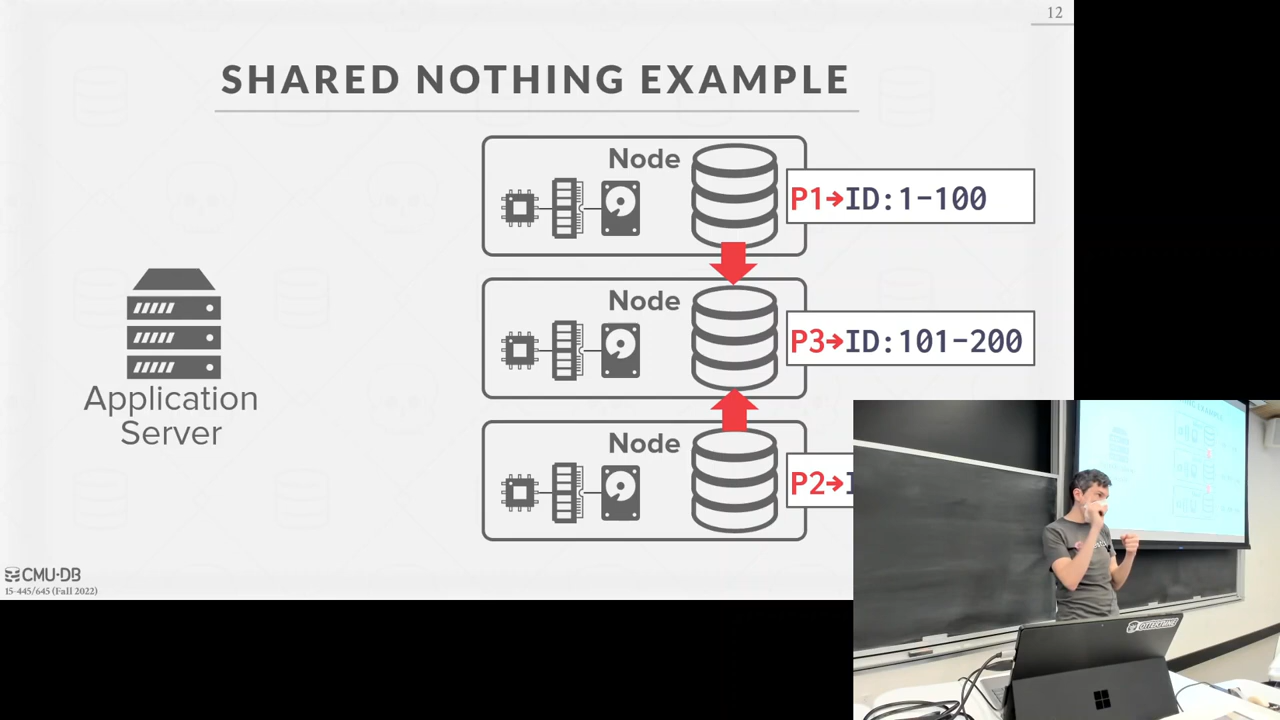 12
SHARED NOTHING EXAMPLE
Node
P1→ID:1-100
Node
P3→ID:101-200
Application
Server
Node
P2→I
CMU·DB
15-445/645 (Fall 2022)